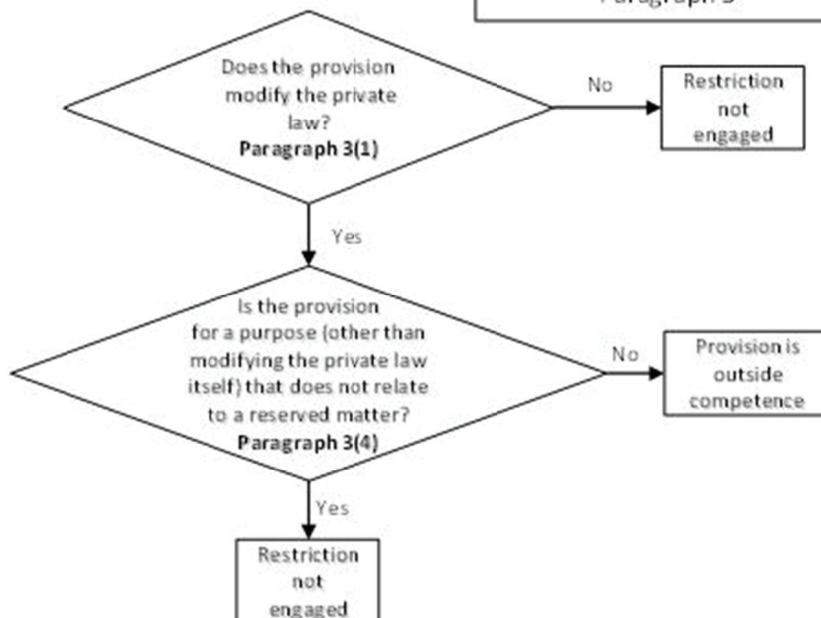 Paragraph 3
Does the provision
modify the private
law?
Paragraph 3(1)
No
Restriction
not
engaged
Yes
Is the provision
for a purpose (other than
modifying the private law
itself) that does not relate
to a reserved matter?
Paragraph 3(4)
No
Provision is
outside
competence
Yes
Restriction
not
engaged